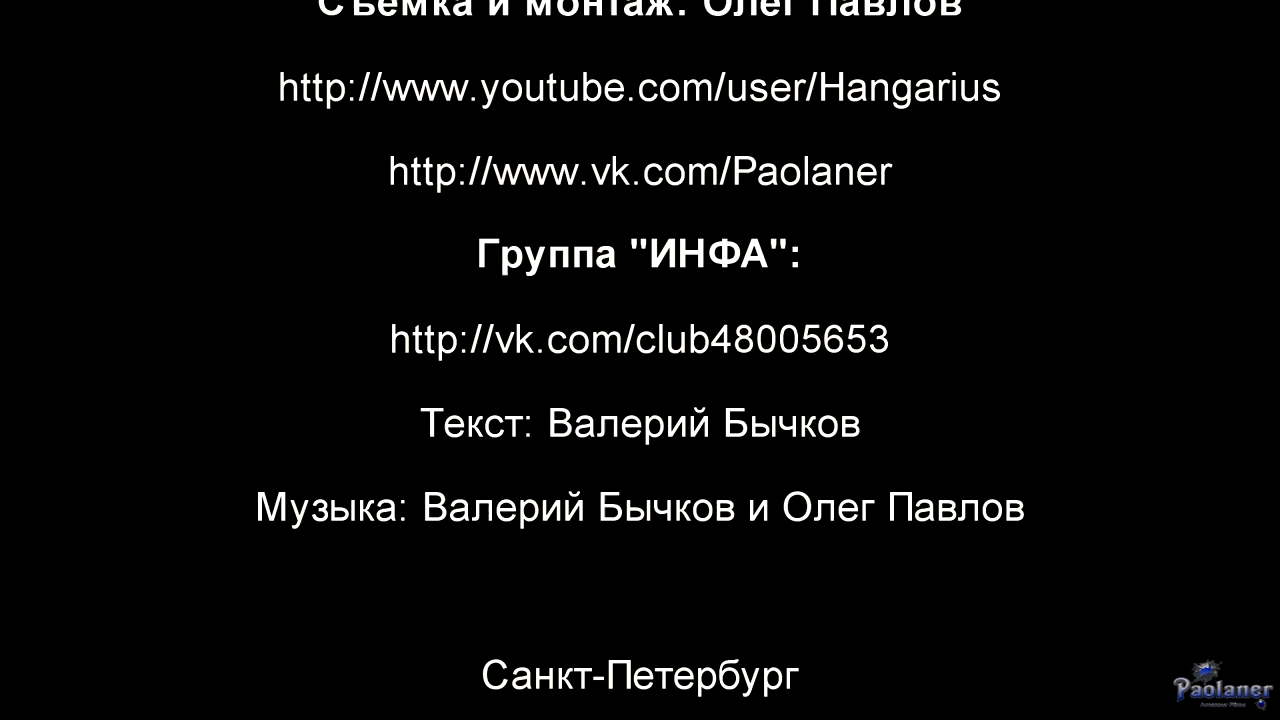 Съемка и монтаж: Олег Павлов
http://www.youtube.com/user/Hangarius
http://www.vk.com/Paolaner
Группа "ИНФА":
http://vk.com/club48005653
Текст: Валерий Бычков
Музыка: Валерий Бычков и Олег Павлов
Санкт-Петербург
Paolaner